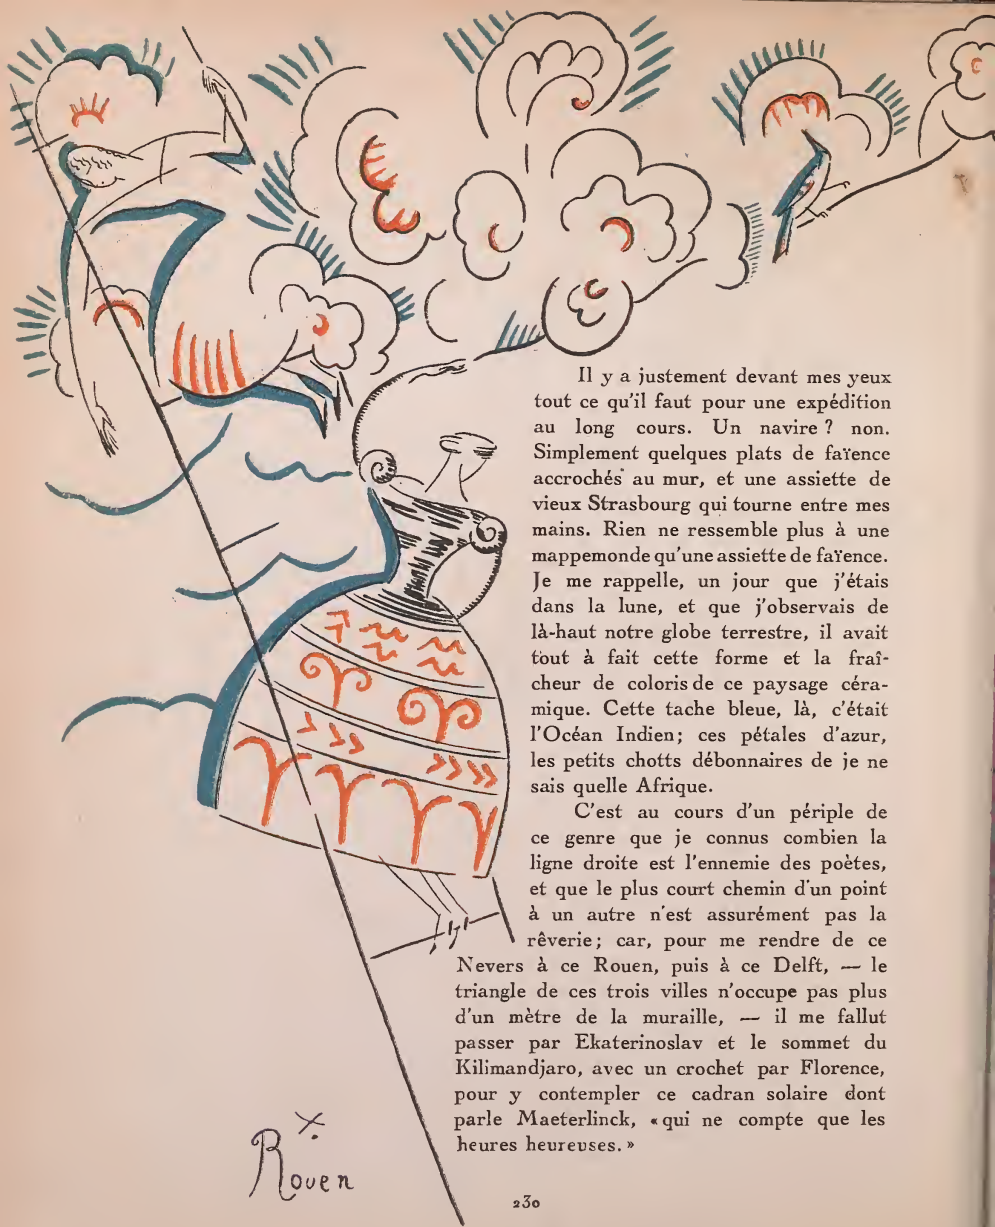 Il y a justement devant mes yeux
tout ce qu'il faut pour une expédition
au long cours. Un navire ? non.
Simplement quelques plats de faïence
accrochés au mur, et une assiette de
vieux Strasbourg qui tourne entre mes
mains. Rien ne ressemble plus à une
mappemonde qu'une assiette de faïence.
Je me rappelle, un jour que j'étais
dans la lune, et que j'observais de
là-haut notre globe terrestre, il avait
tout à fait cette forme et la fraî-
cheur de coloris de ce paysage céra-
mique. Cette tache bleue, là, c'était
l'Océan Indien; ces pétales d'azur,
les petits chotts débonnaires de je ne
sais quelle Afrique.
C'est au cours d'un périple de
ce genre que je connus combien la
ligne droite est l'ennemie des poètes,
et que le plus court chemin d'un point
à un autre n'est assurément pas la
rêverie; car, pour me rendre de ce
Nevers à ce Rouen, puis à ce Delft, — le
triangle de ces trois villes n'occupe pas plus
d'un mètre de la muraille, — il me fallut
passer par Ekaterinoslav et le sommet du
Kilimandjaro, avec un crochet par Florence,
pour y contempler ce cadran solaire dont
parle Maeterlinck, « qui ne compte que les
heures heureuses. »
Rouen
230